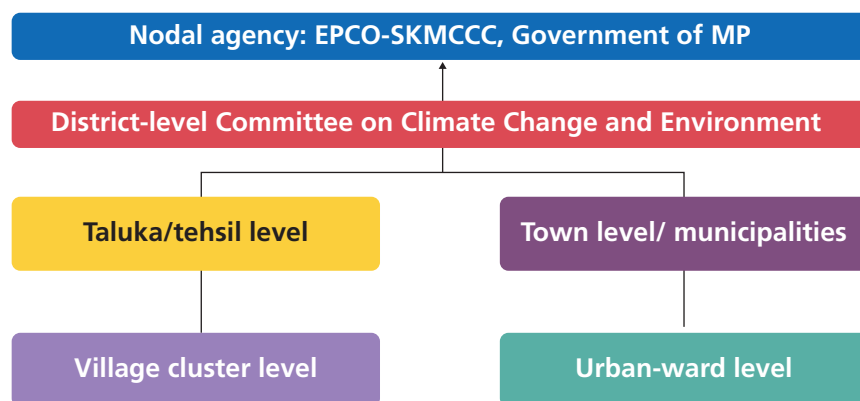 Nodal agency: EPCO-SKMCCC, Government of MP
District-level Committee on Climate Change and Environment
Taluka/tehsil level
Town level/ municipalities
Village cluster level
Urban-ward level